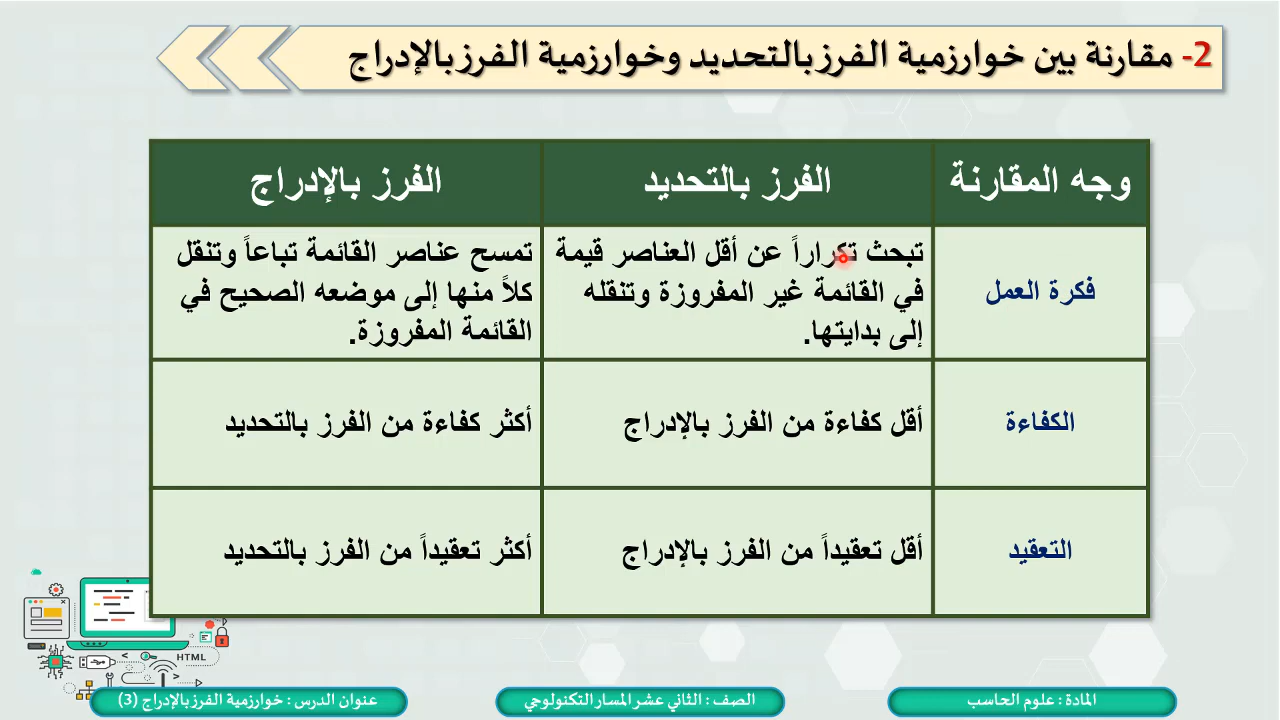 2- مقارنة بين خوارزمية الفرز بالتحديد وخوارزمية الفرز بالإدراج
وجه المقارنة
الفرز بالتحديد
الفرز بالإدراج
فكرة العمل
تبحث تكراراً عن أقل العناصر قيمة
في القائمة غير المفروزة وتنقله
إلى بدايتها.
تمسح عناصر القائمة تباعاً وتنقل
كلاً منها إلى موضعه الصحيح في
القائمة المفروزة.
الكفاءة
أقل كفاءة من الفرز بالإدراج
أكثر كفاءة من الفرز بالتحديد
التعقيد
أقل تعقيداً من الفرز بالإدراج
أكثر تعقيداً من الفرز بالتحديد
HTML
المادة : علوم الحاسب
الصف : الثاني عشر المسار التكنولوجي
عنوان الدرس : خوارزمية الفرز بالإدراج (3)